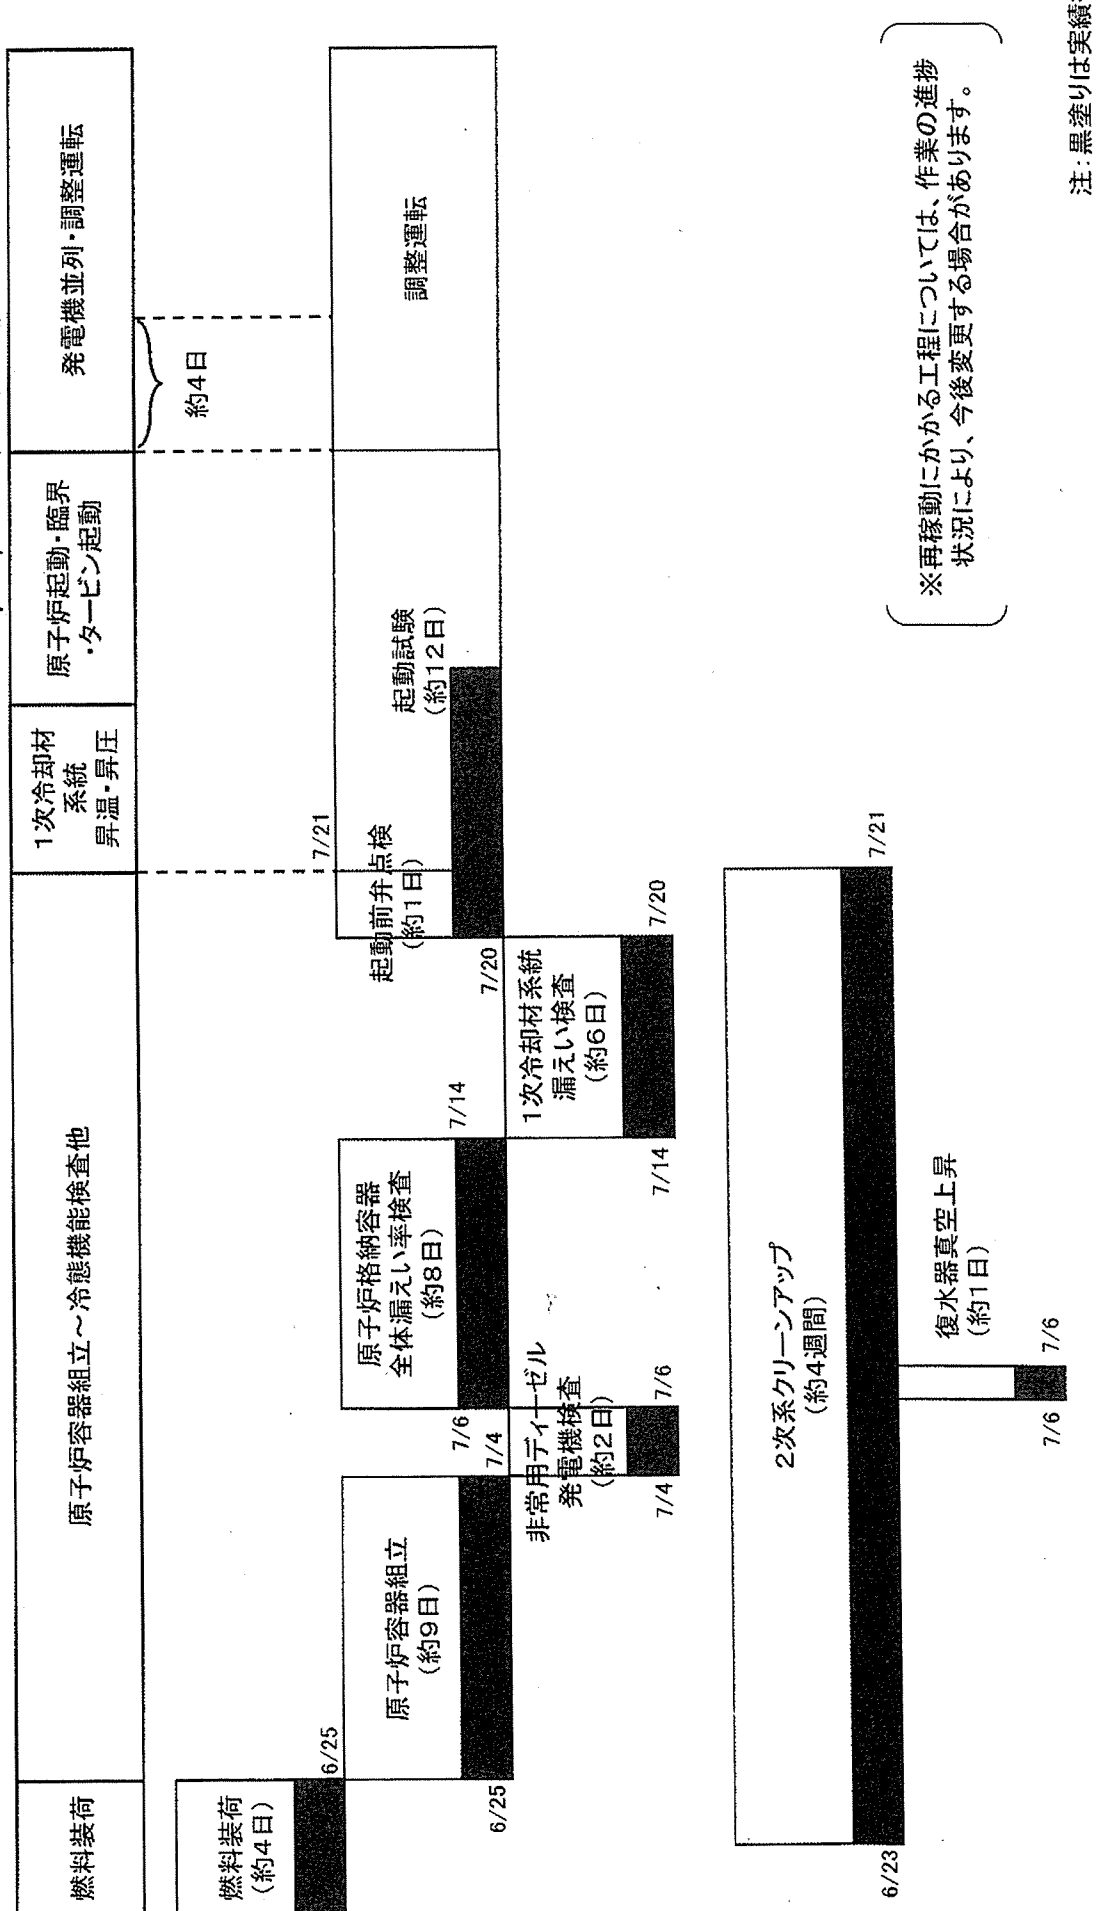 燃料装荷
原子炉容器組立～冷態機能検査他
1次冷却材
系統
昇温・昇圧
原子炉起動・臨界
・タービン起動
発電機並列・調整運転
約4日
燃料装荷
(約4日)
6/25
原子炉容器組立
(約9日)
6/25
7/4
非常用ディーゼル
発電機検査
(約2日)
7/4
7/6
7/6
原子炉格納容器
全体漏えい率検査
(約8日)
7/14
1次冷却材系統
漏えい検査
(約6日)
7/14
7/20
7/20
起動前弁点検
(約1日)
7/21
起動試験
(約12日)
調整運転
2次系クリーンアップ
(約4週間)
6/23
7/21
復水器真空上昇
(約1日)
7/6
7/6
※再稼動にかかる工程については、作業の進捗
状況により、今後変更する場合があります。
注：黒塗りは実績